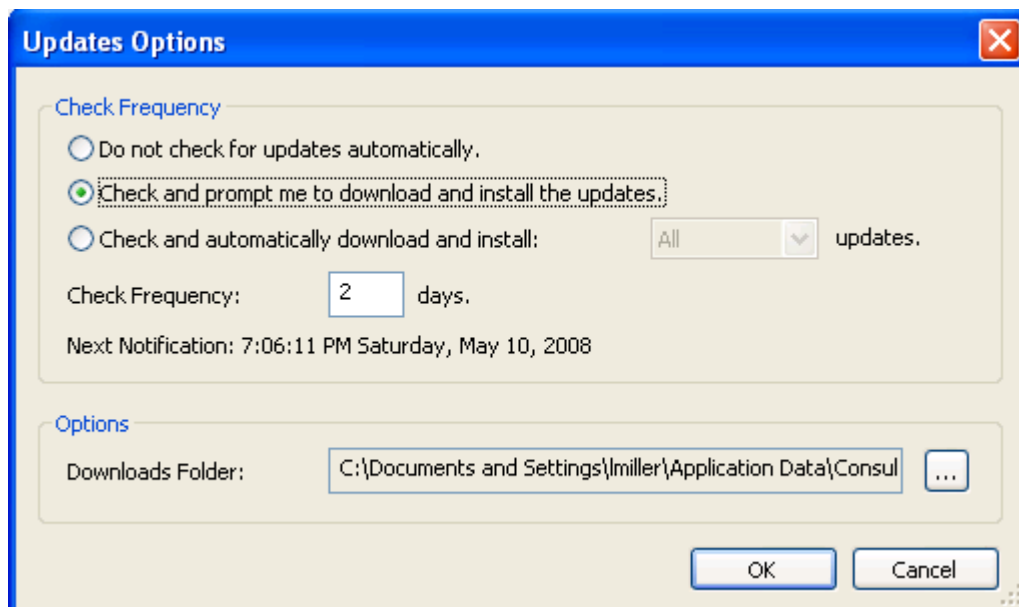 Updates Options
Check Frequency
Do not check for updates automatically.
Check and prompt me to download and install the updates.
Check and automatically download and install: All updates.
Check Frequency: 2 days.
Next Notification: 7:06:11 PM Saturday, May 10, 2008
Options
Downloads Folder: C:\Documents and Settings\lmiller\Application Data\Consul ...
OK Cancel